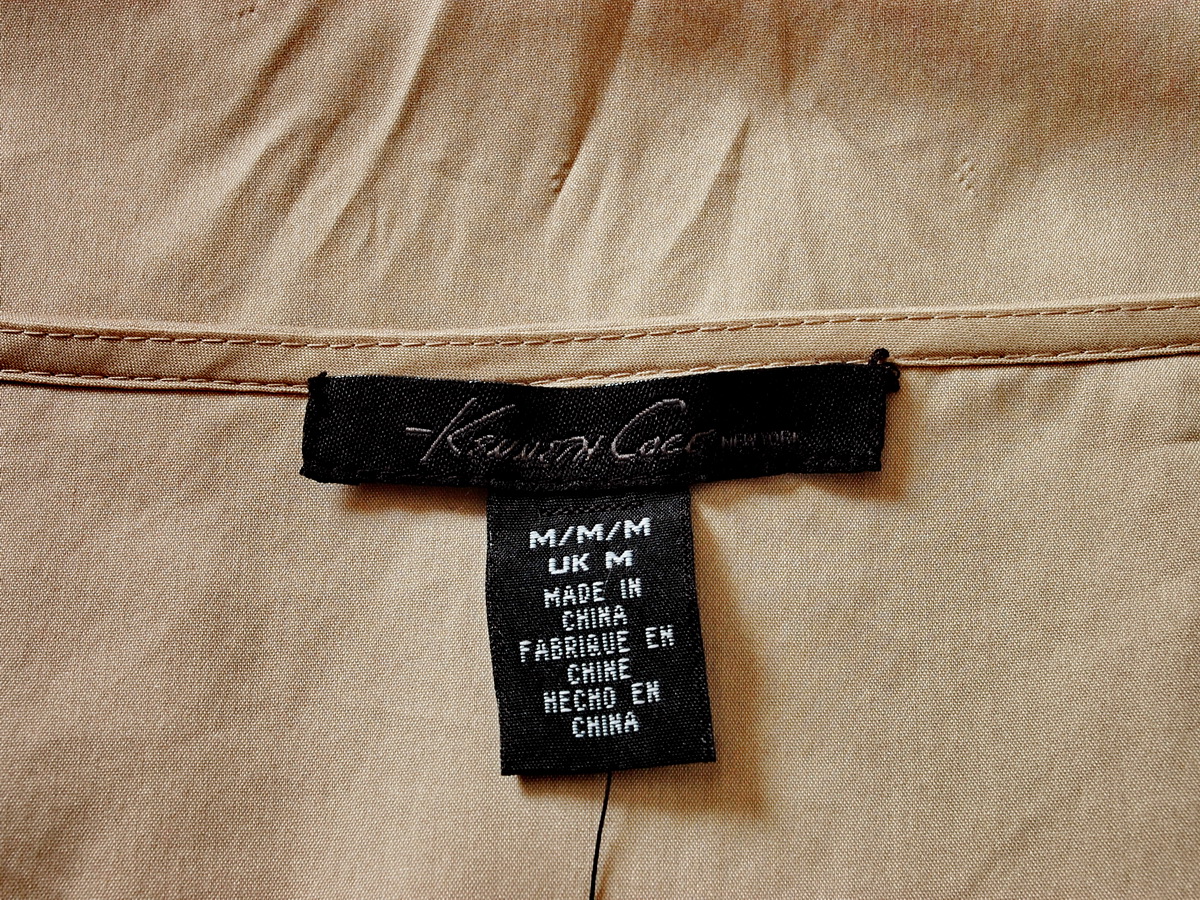 Kenneth Cole NEW YORK
M/M/M
UK M
MADE IN
CHINA
FABRIQUE EN
CHINE
HECHO EN
CHINA